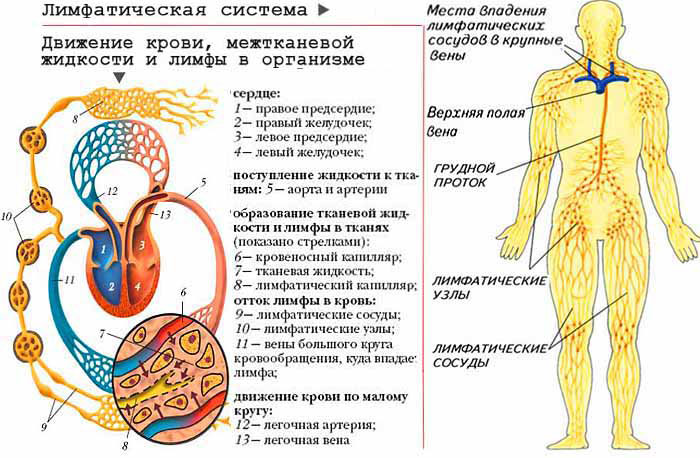 Лимфатическая система ►
Движение крови, межтканевой
жидкости и лимфы в организме
▼
8
12
13
5
10
1
3
2
4
11
6
7
9
8
сердце:
1 – правое предсердие;
2 – правый желудочек;
3 – левое предсердие;
4 – левый желудочек;
поступление жидкости к тка-
ням: 5 – аорта и артерии
образование тканевой жид-
кости и лимфы в тканях
(показано стрелками):
6 – кровеносный капилляр;
7 – тканевая жидкость;
8 – лимфатический капилляр;
отток лимфы в кровь:
9 – лимфатические сосуды;
10 – лимфатические узлы;
11 – вены большого круга
кровообращения, куда впадает
лимфа;
движение крови по малому
кругу:
12 – легочная артерия;
13 – легочная вена
Места впадения
лимфатических
сосудов в крупные
вены
Верхняя полая
вена
ГРУДНОЙ
ПРОТОК
ЛИМФАТИЧЕСКИЕ
УЗЛЫ
ЛИМФАТИЧЕСКИЕ
СОСУДЫ